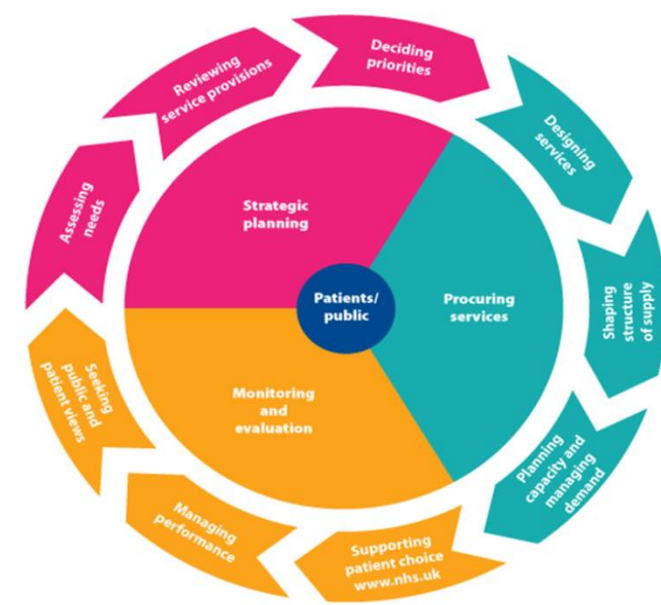 Deciding
priorities
Designing
services
Shaping
structure
of supply
Planning
capacity and
managing
demand
Supporting
patient choice
www.nhs.uk
Managing
performance
Seeking
public and
patient views
Assessing
needs
Reviewing
service provisions
Strategic
planning
Procuring
services
Monitoring
and
evaluation
Patients/
public